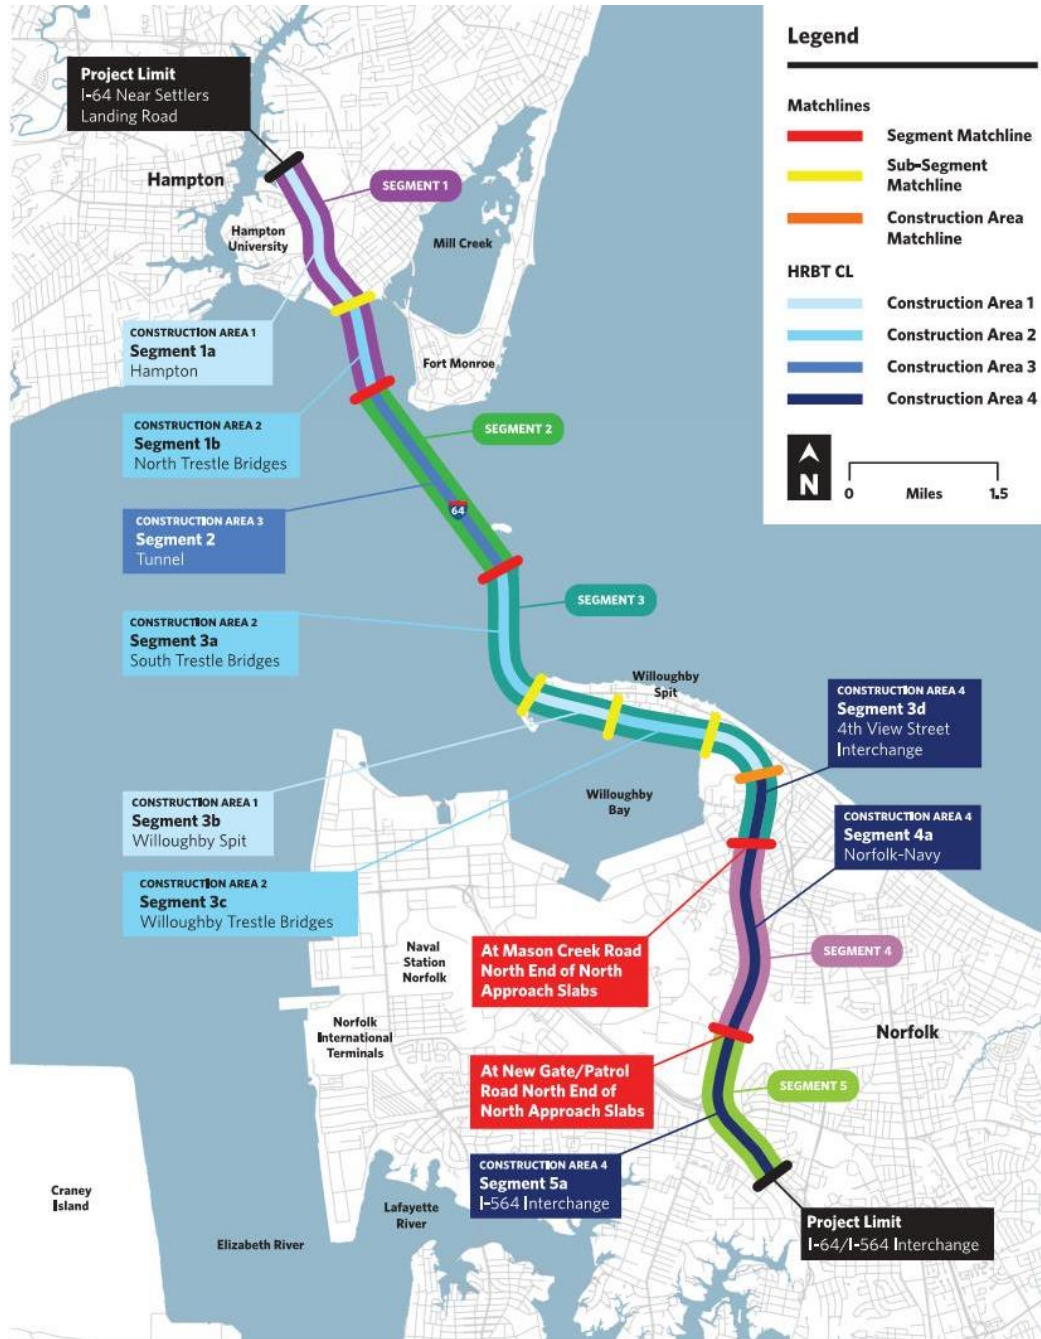 Project Limit
I-64 Near Settlers
Landing Road
Hampton
SEGMENT 1
Hampton
University
Mill Creek
CONSTRUCTION AREA 1
Segment 1a
Hampton
Fort Monroe
CONSTRUCTION AREA 2
Segment 1b
North Trestle Bridges
SEGMENT 2
64
CONSTRUCTION AREA 3
Segment 2
Tunnel
SEGMENT 3
CONSTRUCTION AREA 2
Segment 3a
South Trestle Bridges
Willoughby
Spit
CONSTRUCTION AREA 4
Segment 3d
4th View Street
Interchange
CONSTRUCTION AREA 1
Segment 3b
Willoughby Spit
Willoughby
Bay
CONSTRUCTION AREA 4
Segment 4a
Norfolk-Navy
CONSTRUCTION AREA 2
Segment 3c
Willoughby Trestle Bridges
Naval
Station
Norfolk
At Mason Creek Road
North End of North
Approach Slabs
SEGMENT 4
Norfolk
International
Terminals
Norfolk
At New Gate/Patrol
Road North End of
North Approach Slabs
SEGMENT 5
CONSTRUCTION AREA 4
Segment 5a
I-564 Interchange
Craney
Island
Lafayette
River
Elizabeth River
Project Limit
I-64/I-564 Interchange
Legend
Matchlines
Segment Matchline
Sub-Segment
Matchline
Construction Area
Matchline
HRBT CL
Construction Area 1
Construction Area 2
Construction Area 3
Construction Area 4
N
0 Miles 1.5